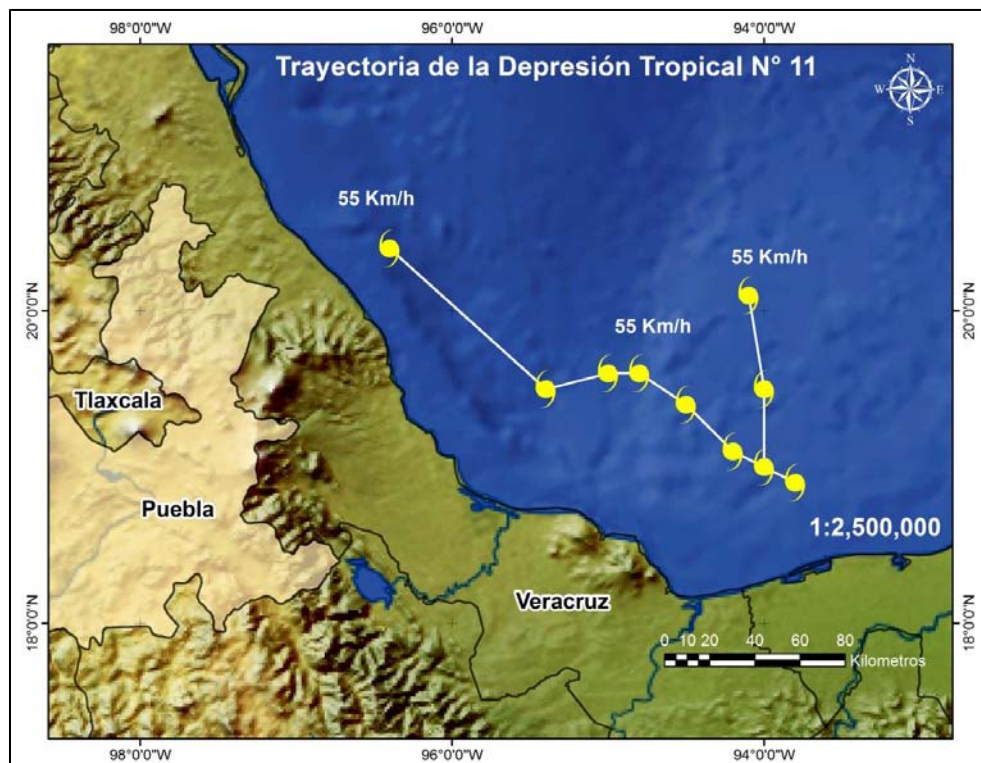 98°0'0"W 96°0'0"W 94°0'0"W
Trayectoria de la Depresión Tropical N° 11
N
W E
S
55 Km/h
55 Km/h
20°0'0"N 20°0'0"N
55 Km/h
Tlaxcala
Puebla
1:2,500,000
Veracruz
18°0'0"N 18°0'0"N
0 10 20 40 60 80
Kilometros
98°0'0"W 96°0'0"W 94°0'0"W